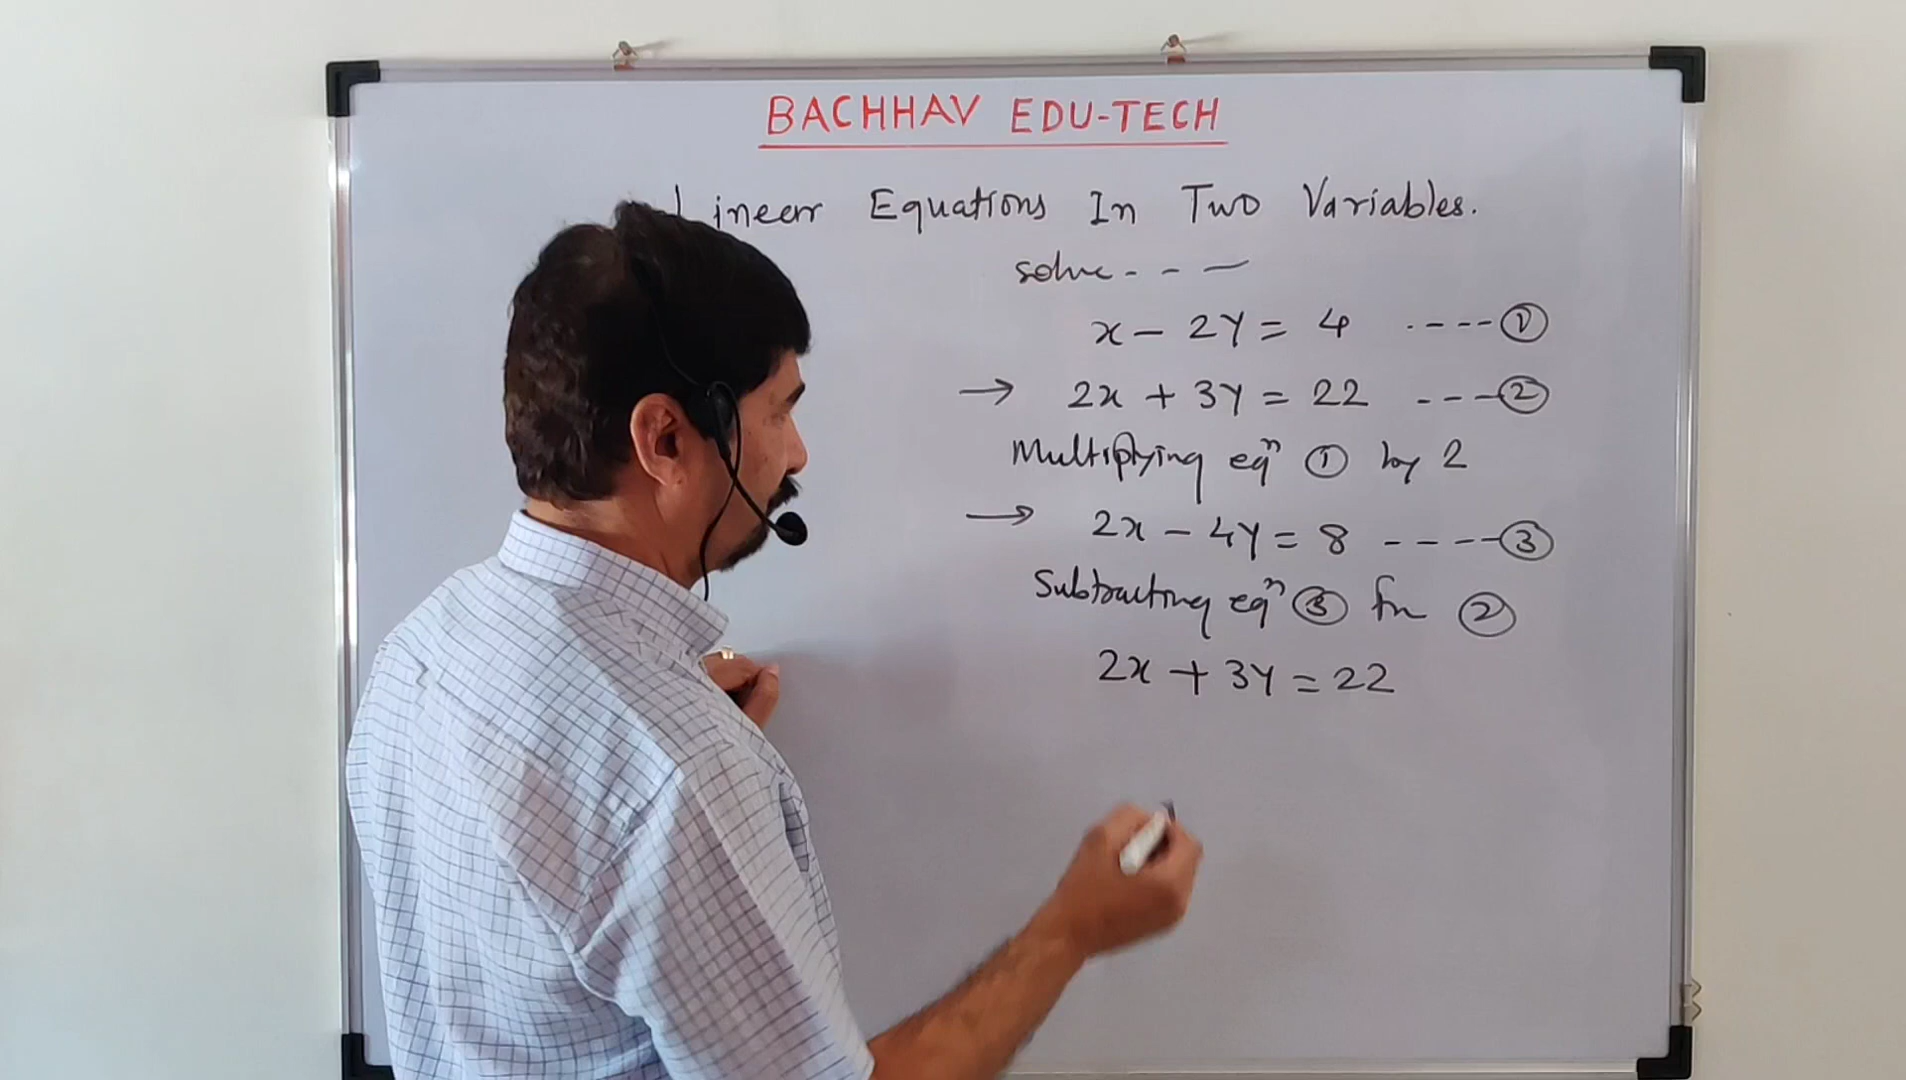 BACHHAV EDU-TECH
Linear Equations In Two Variables.
solve - - —
x - 2Y = 4 ----①
→ 2x + 3Y = 22 ---②
Multiplying eqⁿ ① by 2
→ 2x - 4Y = 8 ----③
Subtracting eqⁿ ③ fm ②
2x + 3Y = 22